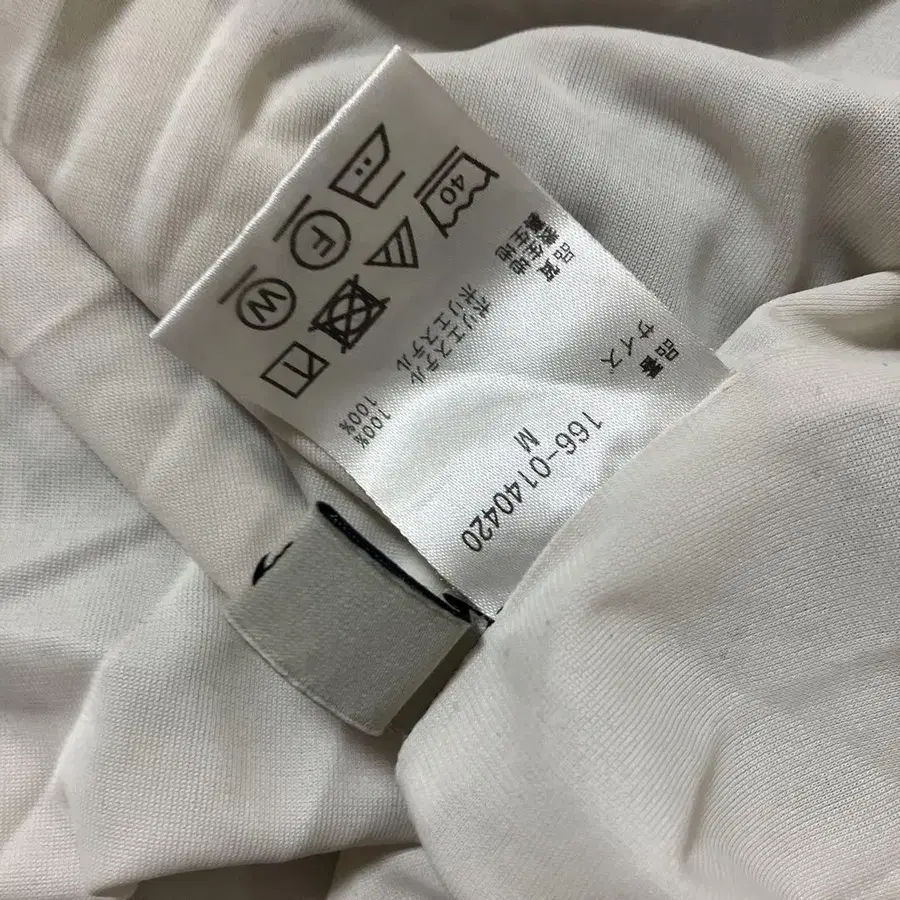 品番 166-0140420
サイズ M
品質
表生地 ポリエステル 100%
裏生地 ポリエステル 100%
40
F
W